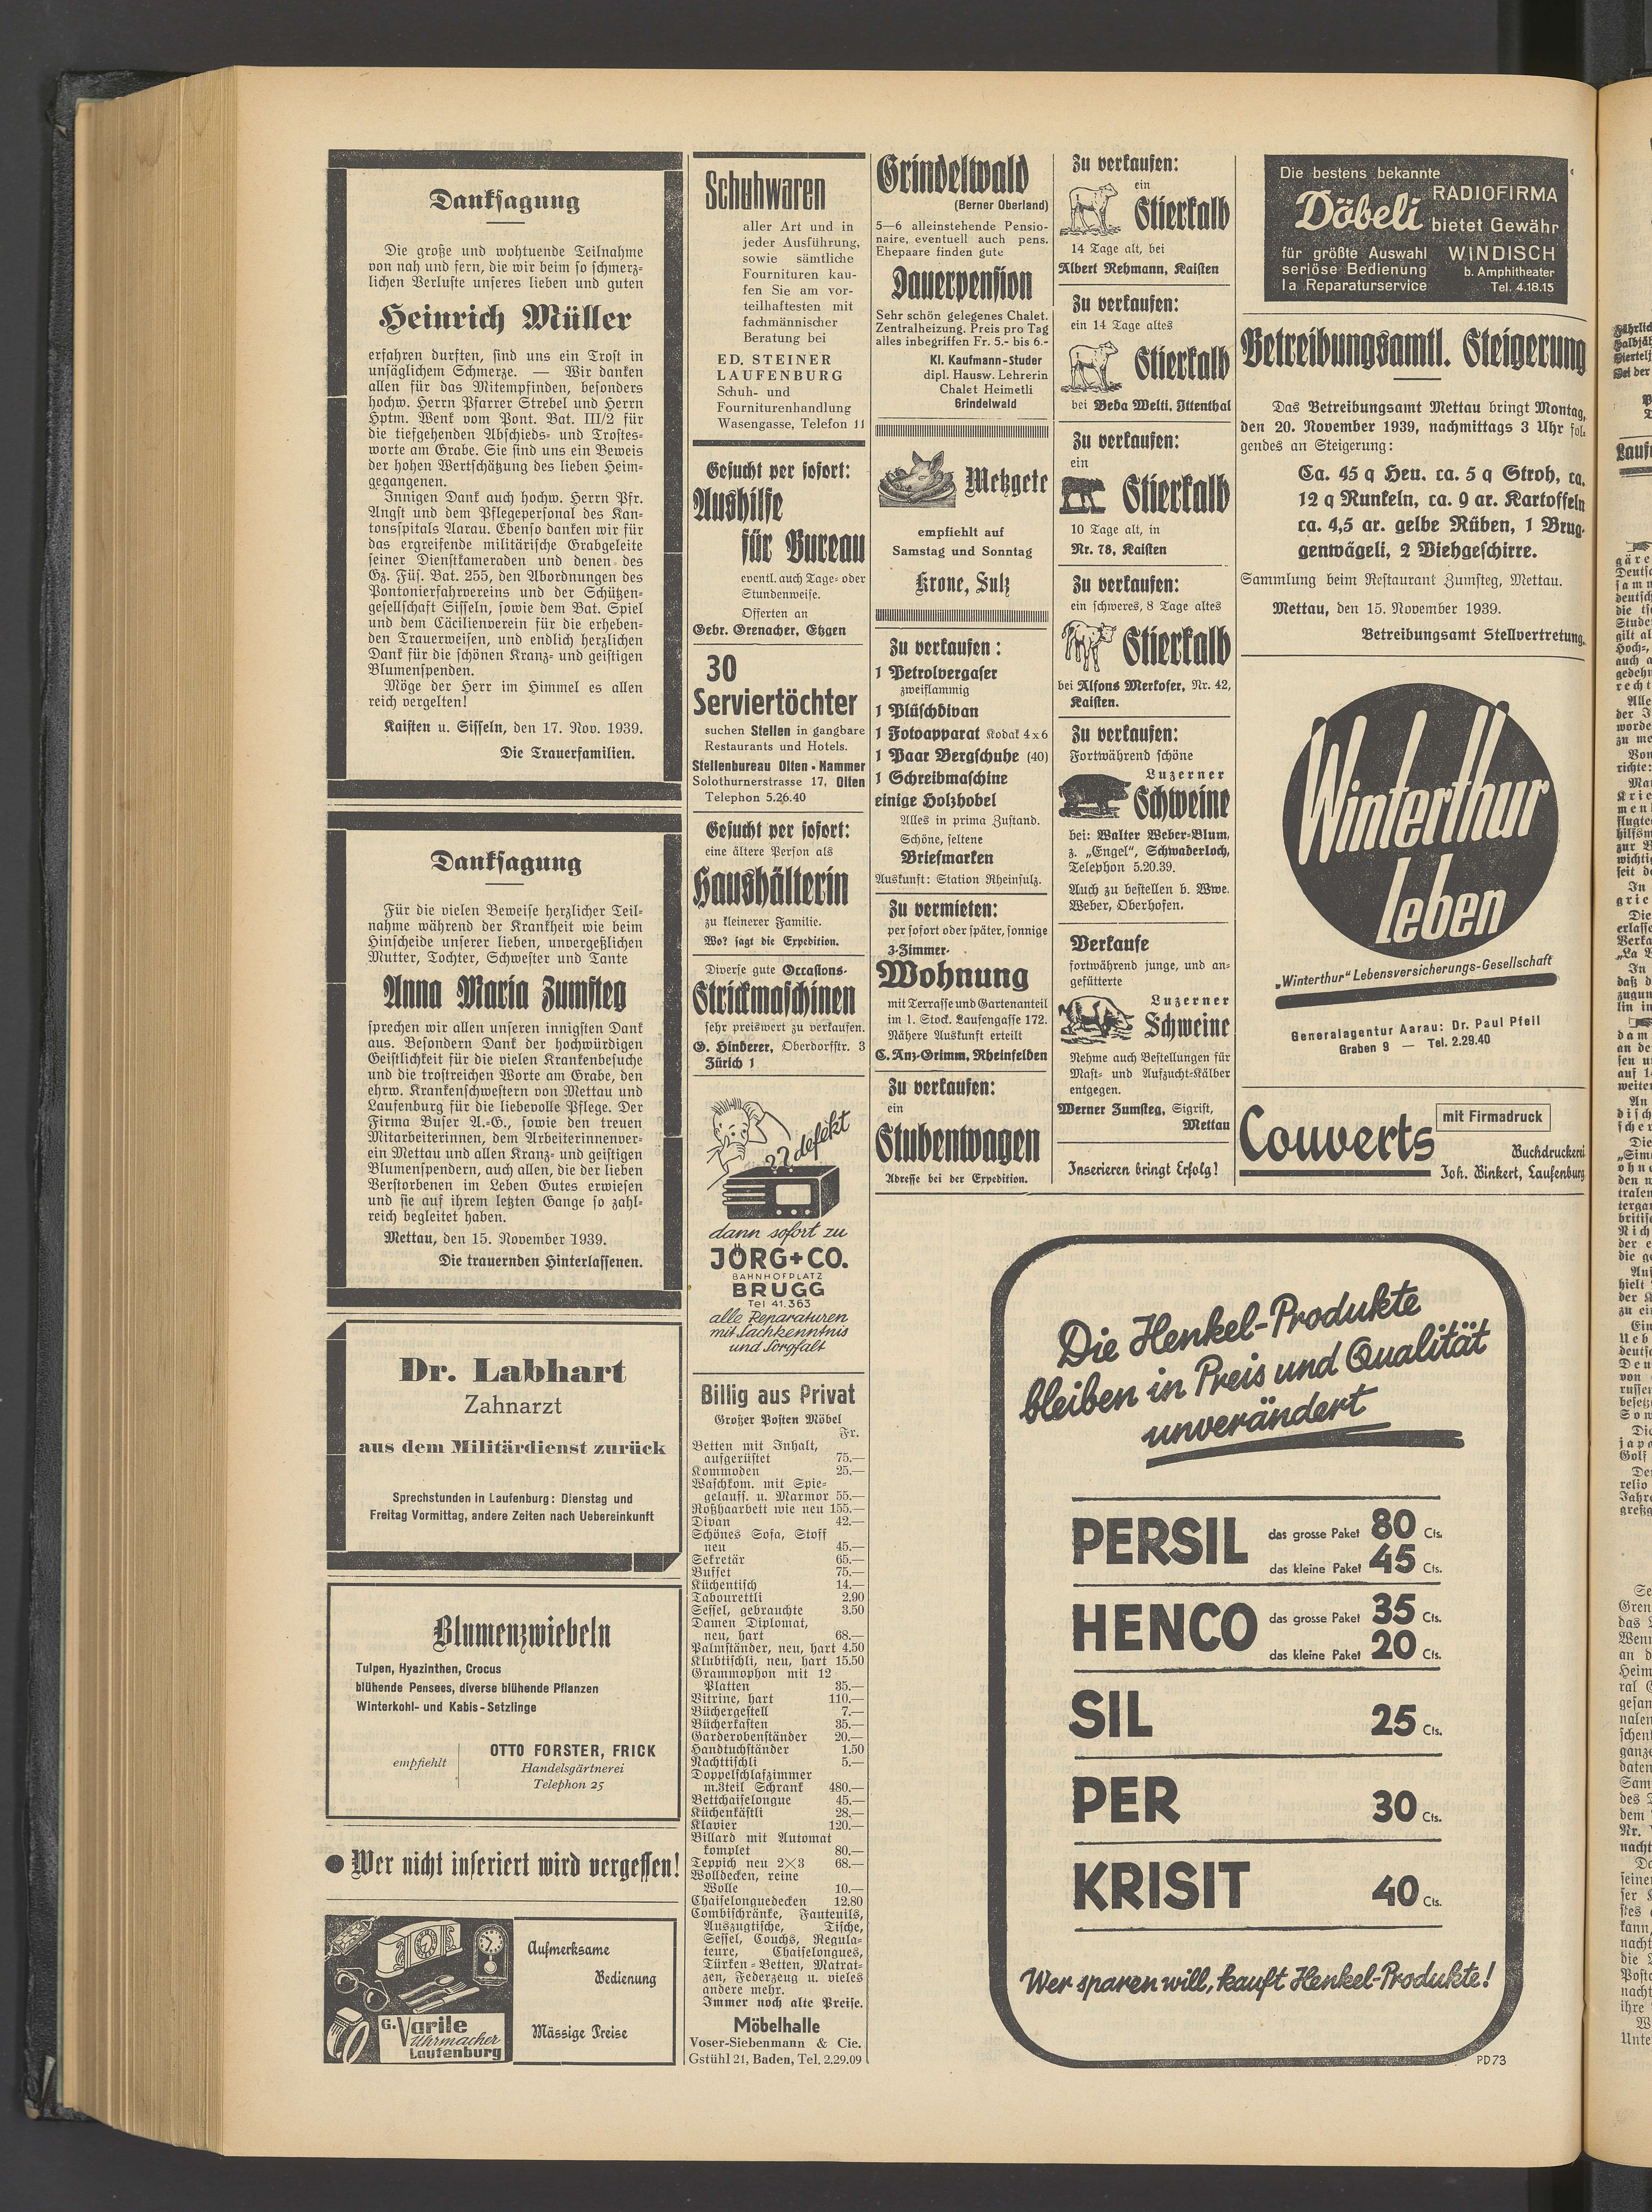 Danksagung
Die große und wohtuende Teilnahme
von nah und fern, die wir beim so schmerz-
lichen Verluste unseres lieben und guten
Heinrich Müller
erfahren durften, sind uns ein Trost in
unsäglichem Schmerze. — Wir danken
allen für das Mitempfinden, besonders
hochw. Herrn Pfarrer Strebel und Herrn
Hptm. Wenk vom Pont. Bat. III/2 für
die tiefgehenden Abschieds- und Trostes-
worte am Grabe. Sie sind uns ein Beweis
der hohen Wertschätzung des lieben Heim-
gegangenen.
Innigen Dank auch hochw. Herrn Pfr.
Angst und dem Pflegepersonal des Kan-
tonsspitals Aarau. Ebenso danken wir für
das ergreifende militärische Grabgeleite
seiner Dienstkameraden und denen des
Gz. Füs. Bat. 255, den Abordnungen des
Pontonierfahrvereins und der Schützen-
gesellschaft Sisseln, sowie dem Bat. Spiel
und dem Cäcilienverein für die erheben-
den Trauerweisen, und endlich herzlichen
Dank für die schönen Kranz- und geistigen
Blumenspenden.
Möge der Herr im Himmel es allen
reich vergelten!
Kaisten u. Sisseln, den 17. Nov. 1939.
Die Trauerfamilien.
Danksagung
Für die vielen Beweise herzlicher Teil-
nahme während der Krankheit wie beim
Hinscheide unserer lieben, unvergeßlichen
Mutter, Tochter, Schwester und Tante
Anna Maria Zumsteg
sprechen wir allen unseren innigsten Dank
aus. Besondern Dank der hochwürdigen
Geistlichkeit für die vielen Krankenbesuche
und die trostreichen Worte am Grabe, den
ehrw. Krankenschwestern von Mettau und
Laufenburg für die liebevolle Pflege. Der
Firma Buser A.-G., sowie den treuen
Mitarbeiterinnen, dem Arbeiterinnenver-
ein Mettau und allen Kranz- und geistigen
Blumenspendern, auch allen, die der lieben
Verstorbenen im Leben Gutes erwiesen
und sie auf ihrem letzten Gange so zahl-
reich begleitet haben.
Mettau, den 15. November 1939.
Die trauernden Hinterlassenen.
Dr. Labhart
Zahnarzt
aus dem Militärdienst zurück
Sprechstunden in Laufenburg: Dienstag und
Freitag Vormittag, andere Zeiten nach Uebereinkunft
Blumenzwiebeln
Tulpen, Hyazinthen, Crocus
blühende Pensees, diverse blühende Pflanzen
Winterkohl- und Kabis-Setzlinge
empfiehlt
OTTO FORSTER, FRICK
Handelsgärtnerei
Telephon 25
● Wer nicht inseriert wird vergessen!
G. Varile
Uhrmacher
Laufenburg
Aufmerksame
Bedienung
Mässige Preise
Schuhwaren
aller Art und in
jeder Ausführung,
sowie sämtliche
Fournituren kau-
fen Sie am vor-
teilhaftesten mit
fachmännischer
Beratung bei
ED. STEINER
LAUFENBURG
Schuh- und
Fourniturenhandlung
Wasengasse, Telefon 11
Gesucht per sofort:
Aushilfe
für Bureau
eventl. auch Tage- oder
Stundenweise.
Offerten an
Gebr. Grenacher, Etzgen
30
Serviertöchter
suchen Stellen in gangbare
Restaurants und Hotels.
Stellenbureau Olten-Hammer
Solothurnerstrasse 17, Olten
Telephon 5.26.40
Gesucht per sofort:
eine ältere Person als
Haushälterin
zu kleinerer Familie.
Wo? sagt die Expedition.
Diverse gute Occasions-
Strickmaschinen
sehr preiswert zu verkaufen.
G. Hinderer, Oberdorfstr. 3
Zürich 1
?? defekt
dann sofort zu
JÖRG+CO.
BAHNHOFPLATZ
BRUGG
Tel 41.363
alle Reparaturen
mit Sachkenntnis
und Sorgfalt
Billig aus Privat
Großer Posten Möbel
Fr.
Betten mit Inhalt,
aufgerüstet 75.—
Kommoden 25.—
Waschkom. mit Spie-
gelauff. u. Marmor 55.—
Roßhaarbett wie neu 155.—
Divan 42.—
Schönes Sofa, Stoff
neu 45.—
Sekretär 65.—
Buffet 75.—
Küchentisch 14.—
Tabourettli 2.90
Sessel, gebrauchte 3.50
Damen Diplomat,
neu, hart 68.—
Palmständer, neu, hart 4.50
Klubtischli, neu, hart 15.50
Grammophon mit 12
Platten 35.—
Vitrine, hart 110.—
Büchergestell 7.—
Bücherkasten 35.—
Garderobenständer 20.—
Handtuchständer 1.50
Nachttischli 5.—
Doppelschlafzimmer
m.3teil Schrank 480.—
Bettchaiselongue 45.—
Küchenkästli 28.—
Klavier 120.—
Billard mit Automat
komplet 80.—
Teppich neu 2×3 68.—
Wolldecken, reine
Wolle 10.—
Chaiselonguedecken 12.80
Combischränke, Fauteuils,
Auszugtische, Tische,
Sessel, Couchs, Regula-
teure, Chaiselongues,
Türken-Betten, Matrat-
zen, Federzeug u. vieles
andere mehr.
Immer noch alte Preise.
Möbelhalle
Voser-Siebenmann & Cie.
Gstühl 21, Baden, Tel. 2.29.09
Grindelwald
(Berner Oberland)
5—6 alleinstehende Pensio-
naire, eventuell auch pens.
Ehepaare finden gute
Dauerpension
Sehr schön gelegenes Chalet.
Zentralheizung. Preis pro Tag
alles inbegriffen Fr. 5.- bis 6.-
Kl. Kaufmann-Studer
dipl. Hausw. Lehrerin
Chalet Heimetli
Grindelwald
Metzgete
empfiehlt auf
Samstag und Sonntag
Krone, Sulz
Zu verkaufen:
1 Petrolvergaser
zweiflammig
1 Plüschdivan
1 Fotoapparat Kodak 4x6
1 Paar Bergschuhe (40)
1 Schreibmaschine
einige Holzhobel
Alles in prima Zustand.
Schöne, seltene
Briefmarken
Auskunft: Station Rheinsulz.
Zu vermieten:
per sofort oder später, sonnige
3-Zimmer-
Wohnung
mit Terrasse und Gartenanteil
im 1. Stock. Laufengasse 172.
Nähere Auskunft erteilt
C. Anz-Grimm, Rheinfelden
Zu verkaufen:
ein
Stubenwagen
Adresse bei der Expedition.
Zu verkaufen:
ein
Stierkalb
14 Tage alt, bei
Albert Rehmann, Kaisten
Zu verkaufen:
ein 14 Tage altes
Stierkalb
bei Beda Welti, Ittenthal
Zu verkaufen:
ein
Stierkalb
10 Tage alt, in
Nr. 78, Kaisten
Zu verkaufen:
ein schweres, 8 Tage altes
Stierkalb
bei Alfons Merkofer, Nr. 42,
Kaisten.
Zu verkaufen:
Fortwährend schöne
Luzerner
Schweine
bei: Walter Weber-Blum,
z. „Engel“, Schwaderloch,
Telephon 5.20.39.
Auch zu bestellen b. Wwe.
Weber, Oberhofen.
Verkaufe
fortwährend junge, und an-
gefütterte
Luzerner
Schweine
Nehme auch Bestellungen für
Mast- und Aufzucht-Kälber
entgegen.
Werner Zumsteg, Sigrist,
Mettau
Inserieren bringt Erfolg!
Die bestens bekannte
RADIOFIRMA
Döbeli bietet Gewähr
für größte Auswahl WINDISCH
seriöse Bedienung b. Amphitheater
Ia Reparaturservice Tel. 4.18.15
Betreibungsamtl. Steigerung
Das Betreibungsamt Mettau bringt Montag,
den 20. November 1939, nachmittags 3 Uhr fol-
gendes an Steigerung:
Ca. 45 q Heu, ca. 5 q Stroh, ca.
12 q Runkeln, ca. 9 ar. Kartoffeln
ca. 4,5 ar. gelbe Rüben, 1 Brug-
genwägeli, 2 Viehgeschirre.
Sammlung beim Restaurant Zumsteg, Mettau.
Mettau, den 15. November 1939.
Betreibungsamt Stellvertretung.
Winterthur
Leben
„Winterthur“ Lebensversicherungs-Gesellschaft
Generalagentur Aarau: Dr. Paul Pfeil
Graben 9 — Tel. 2.29.40
Couverts
mit Firmadruck
Buchdruckerei
Joh. Binkert, Laufenburg
Die Henkel-Produkte
bleiben in Preis und Qualität
unverändert
PERSIL das grosse Paket 80 Cts.
das kleine Paket 45 Cts.
HENCO das grosse Paket 35 Cts.
das kleine Paket 20 Cts.
SIL 25 Cts.
PER 30 Cts.
KRISIT 40 Cts.
Wer sparen will, kauft Henkel-Produkte!
PD 73